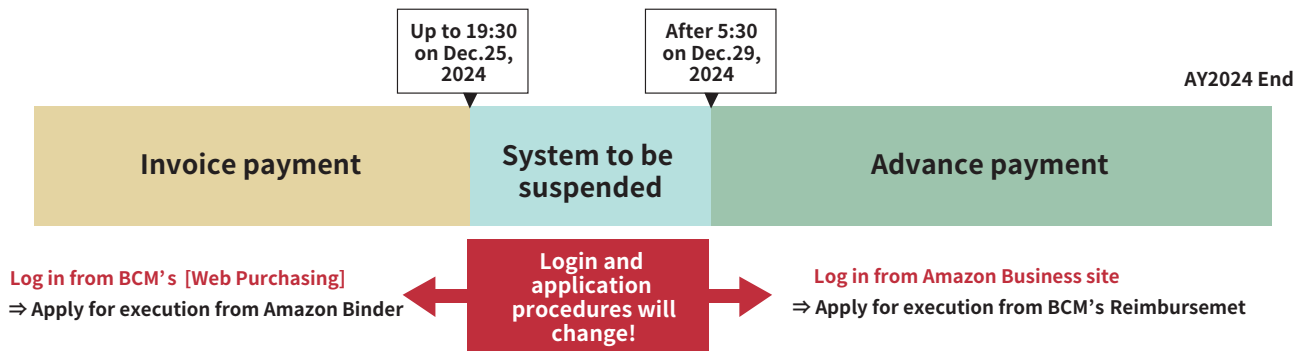 Up to 19:30
on Dec.25,
2024
After 5:30
on Dec.29,
2024
AY2024 End
Invoice payment
System to be
suspended
Advance payment
Log in from BCM’s [Web Purchasing]
⇒ Apply for execution from Amazon Binder
Login and
application
procedures will
change!
Log in from Amazon Business site
⇒ Apply for execution from BCM’s Reimbursemet